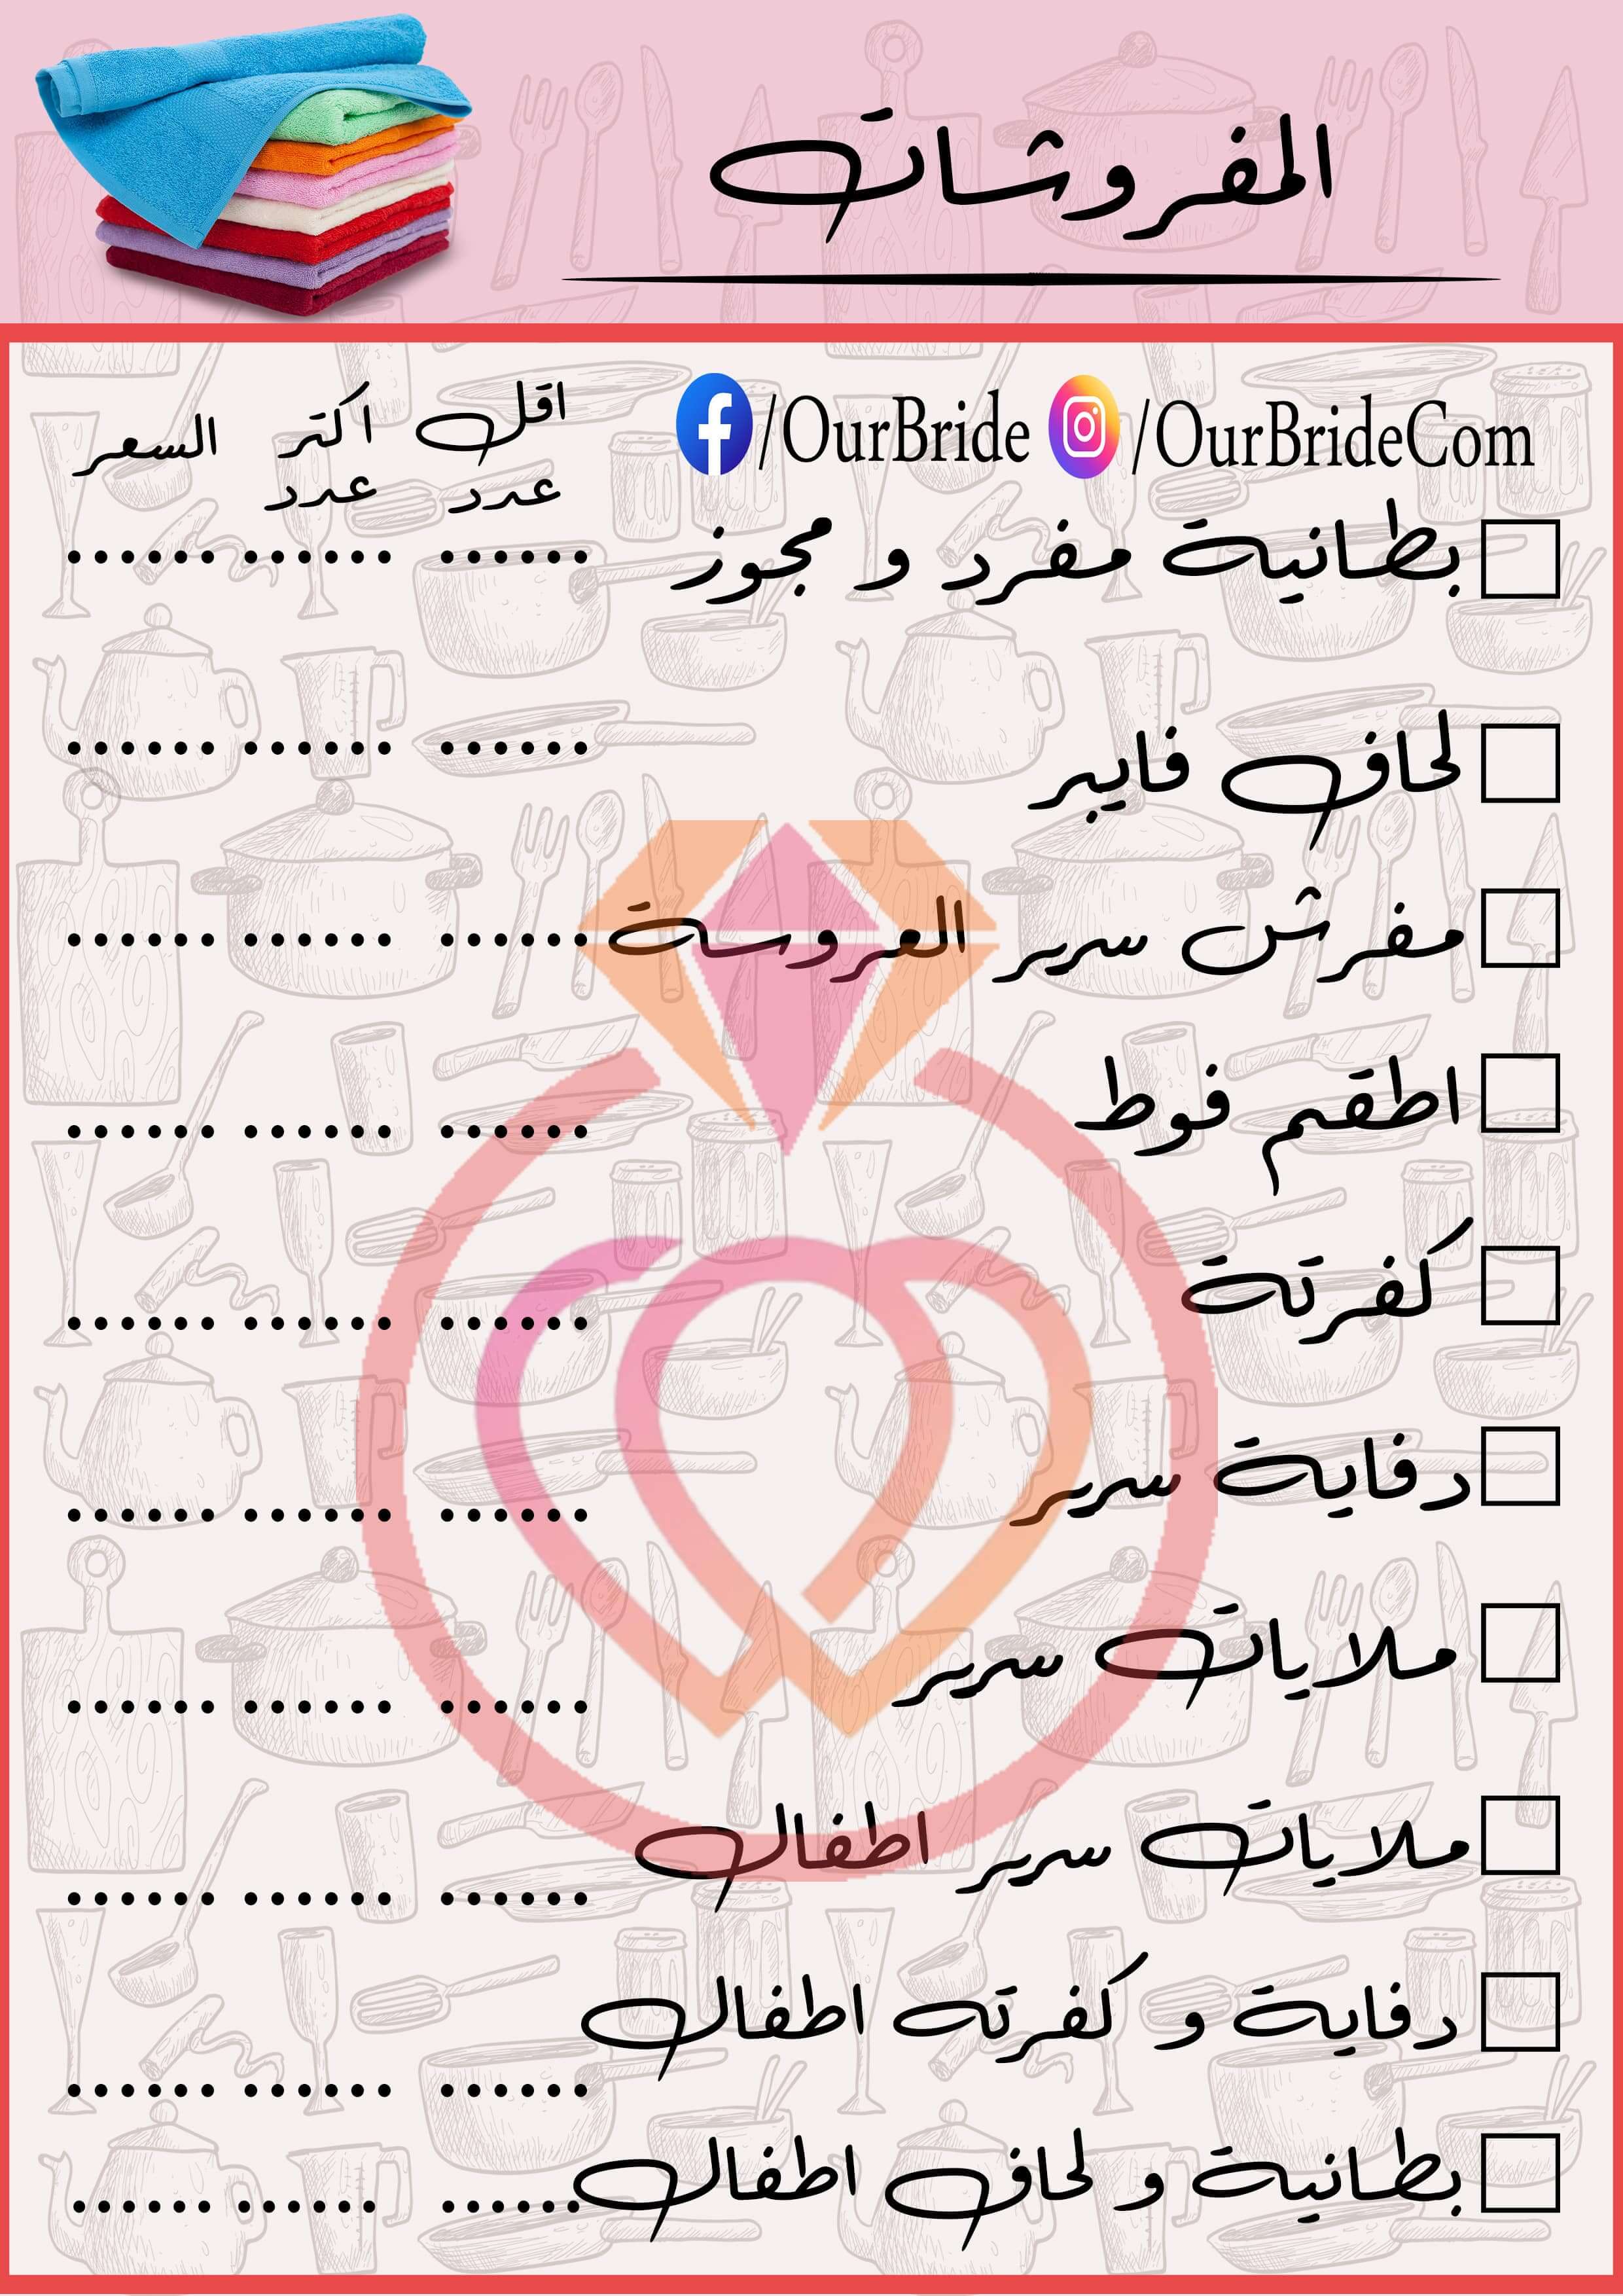 المفروشات
/OurBride /OurBrideCom
اقل عدد
اكتر عدد
السعر
بطانية مفرد و مجوز ...... ...... ......
لحاف فايبر ...... ...... ......
مفرش سرير العروسة ...... ...... ......
اطقم فوط ...... ...... ......
كفرتة ...... ...... ......
دفاية سرير ...... ...... ......
ملايات سرير ...... ...... ......
ملايات سرير اطفال ...... ...... ......
دفاية و كفرته اطفال ...... ...... ......
بطانية و لحاف اطفال ...... ...... ......